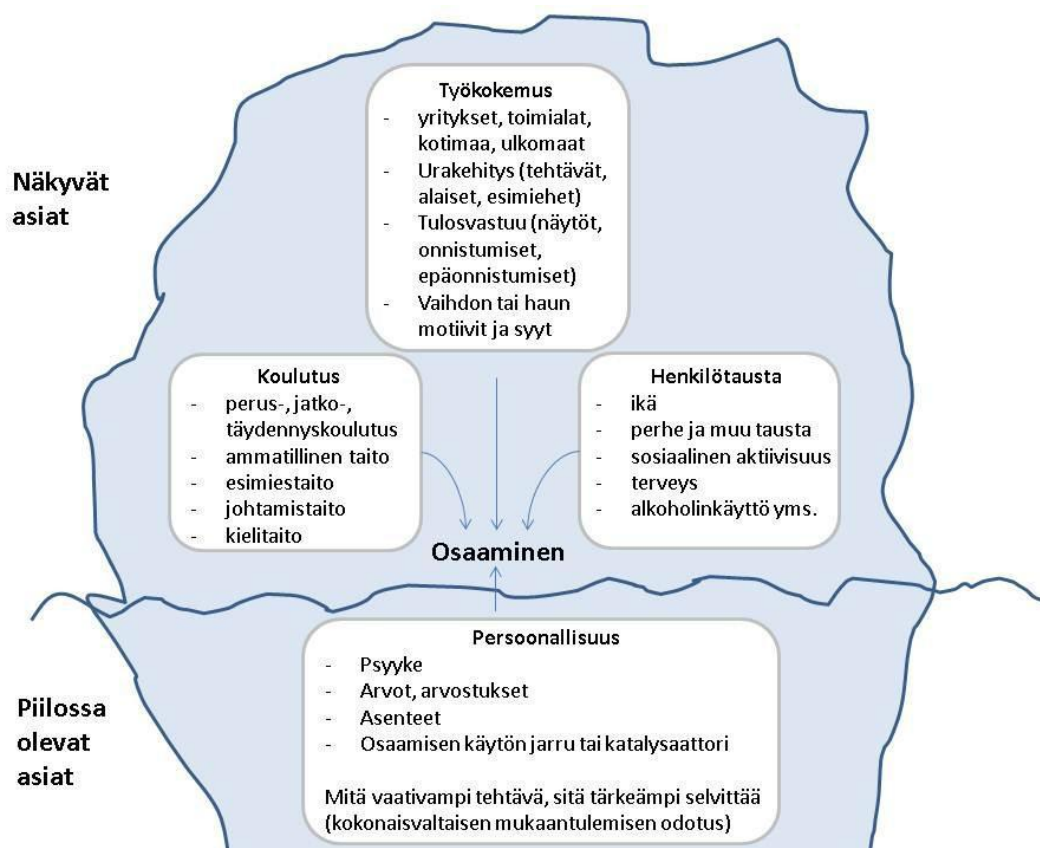 Näkyvät
asiat
Työkokemus
- yritykset, toimialat,
kotimaa, ulkomaat
- Urakehitys (tehtävät,
alaiset, esimiehet)
- Tulosvastuu (näytöt,
onnistumiset,
epäonnistumiset)
- Vaihdon tai haun
motiivit ja syyt
Koulutus
- perus-, jatko-,
täydennyskoulutus
- ammatillinen taito
- esimiestaito
- johtamistaito
- kielitaito
Henkilötausta
- ikä
- perhe ja muu tausta
- sosiaalinen aktiivisuus
- terveys
- alkoholinkäyttö yms.
Osaaminen
Piilossa
olevat
asiat
Persoonallisuus
- Psyyke
- Arvot, arvostukset
- Asenteet
- Osaamisen käytön jarru tai katalysaattori
Mitä vaativampi tehtävä, sitä tärkeämpi selvittää
(kokonaisvaltaisen mukaantulemisen odotus)